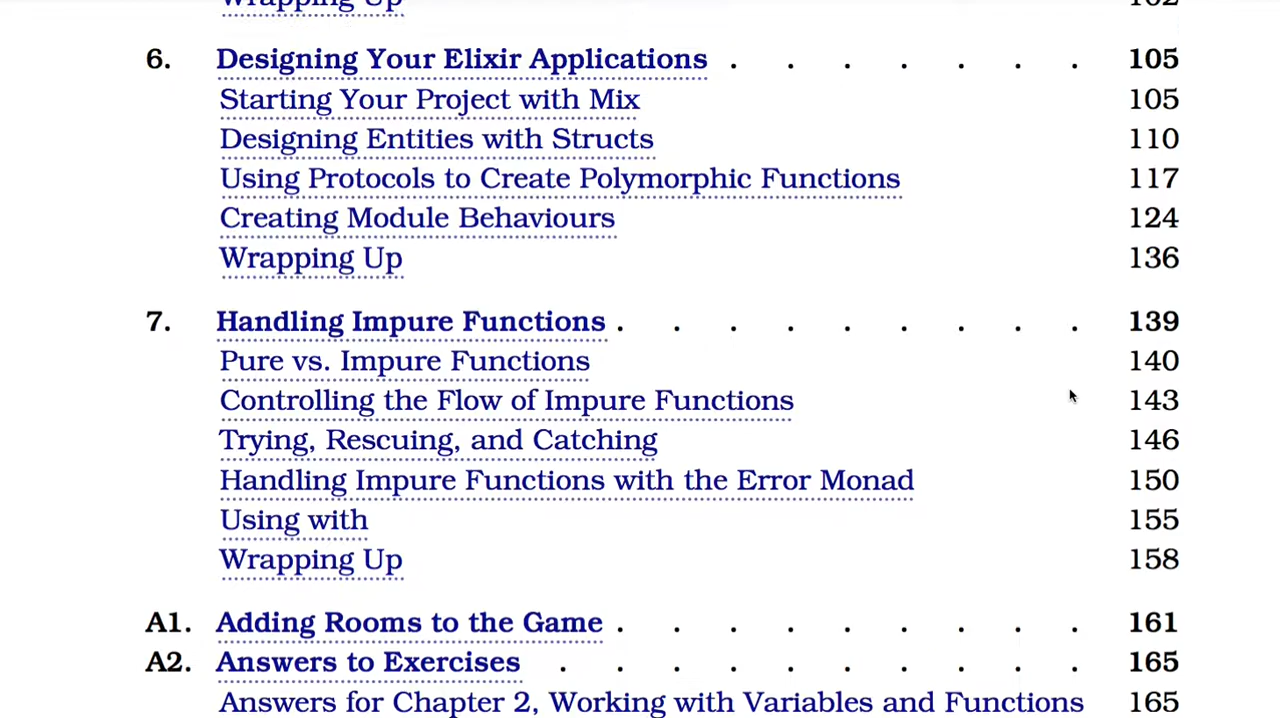 Wrapping Up 102
6. Designing Your Elixir Applications . . . . . . . 105
Starting Your Project with Mix 105
Designing Entities with Structs 110
Using Protocols to Create Polymorphic Functions 117
Creating Module Behaviours 124
Wrapping Up 136
7. Handling Impure Functions . . . . . . . . . 139
Pure vs. Impure Functions 140
Controlling the Flow of Impure Functions 143
Trying, Rescuing, and Catching 146
Handling Impure Functions with the Error Monad 150
Using with 155
Wrapping Up 158
A1. Adding Rooms to the Game . . . . . . . . . 161
A2. Answers to Exercises . . . . . . . . . . 165
Answers for Chapter 2, Working with Variables and Functions 165